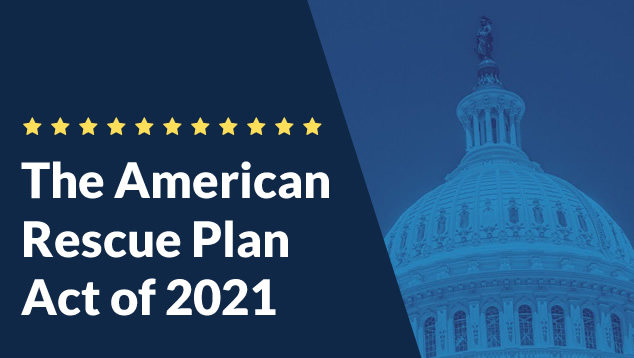 The American
Rescue Plan
Act of 2021